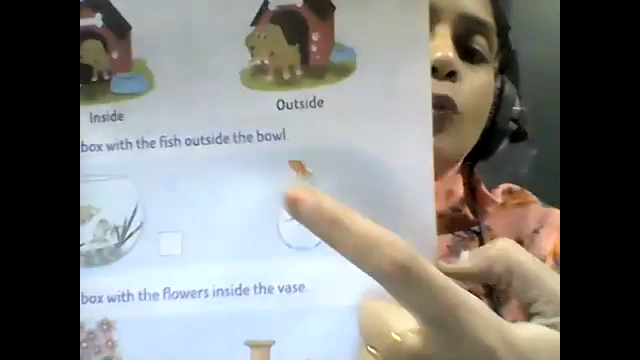 Inside
Outside
box with the fish outside the bowl.
box with the flowers inside the vase.